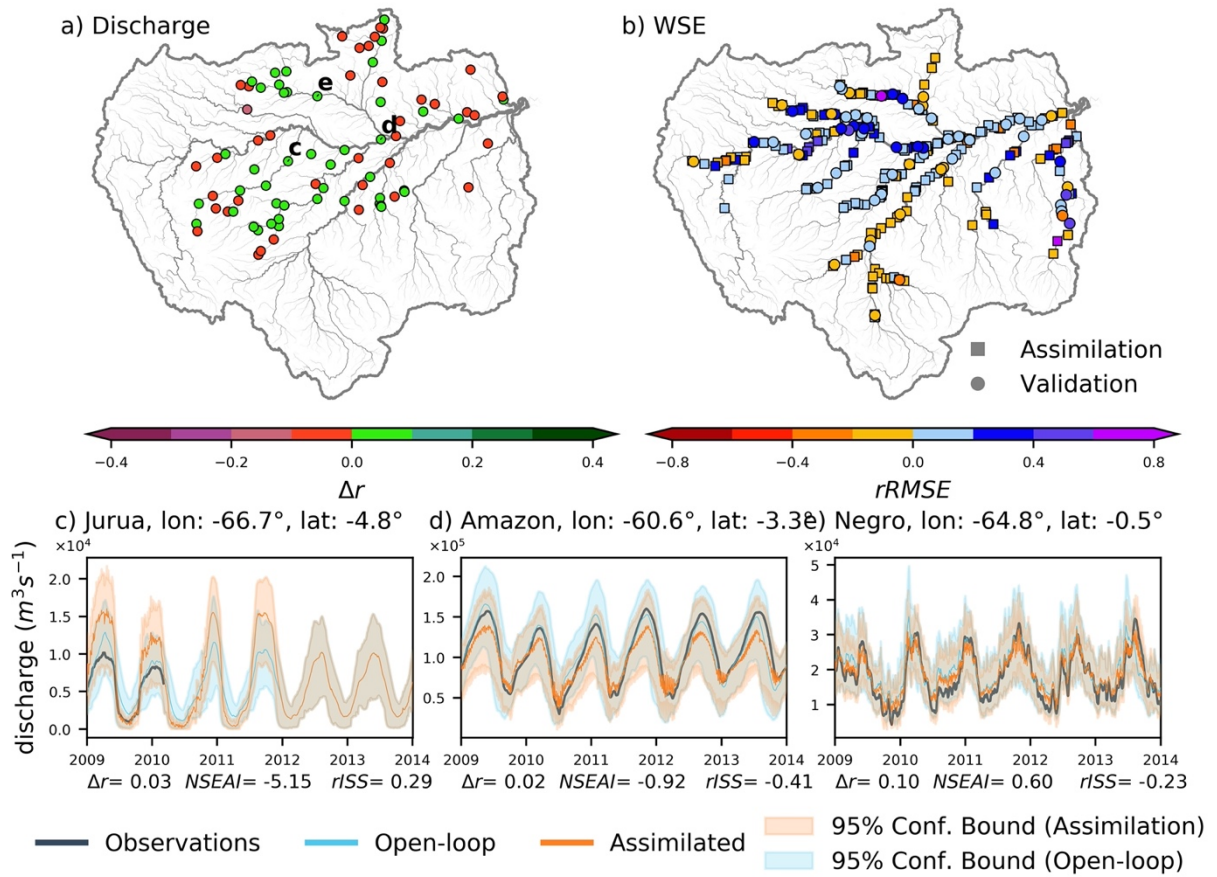 a) Discharge
b) WSE
e
d
c
Assimilation
Validation
−0.4 −0.2 0.0 0.2 0.4
Δr
−0.8 −0.4 0.0 0.4 0.8
rRMSE
c) Jurua, lon: -66.7°, lat: -4.8°
d) Amazon, lon: -60.6°, lat: -3.3°
e) Negro, lon: -64.8°, lat: -0.5°
×10⁴
×10⁵
×10⁴
discharge (m³s⁻¹)
2.0
1.5
1.0
0.5
0.0
2.0
1.5
1.0
0.5
5
4
3
2
1
2009 2010 2011 2012 2013 2014
2009 2010 2011 2012 2013 2014
2009 2010 2011 2012 2013 2014
Δr= 0.03 NSEAI= -5.15 rISS= 0.29
Δr= 0.02 NSEAI= -0.92 rISS= -0.41
Δr= 0.10 NSEAI= 0.60 rISS= -0.23
Observations
Open-loop
Assimilated
95% Conf. Bound (Assimilation)
95% Conf. Bound (Open-loop)